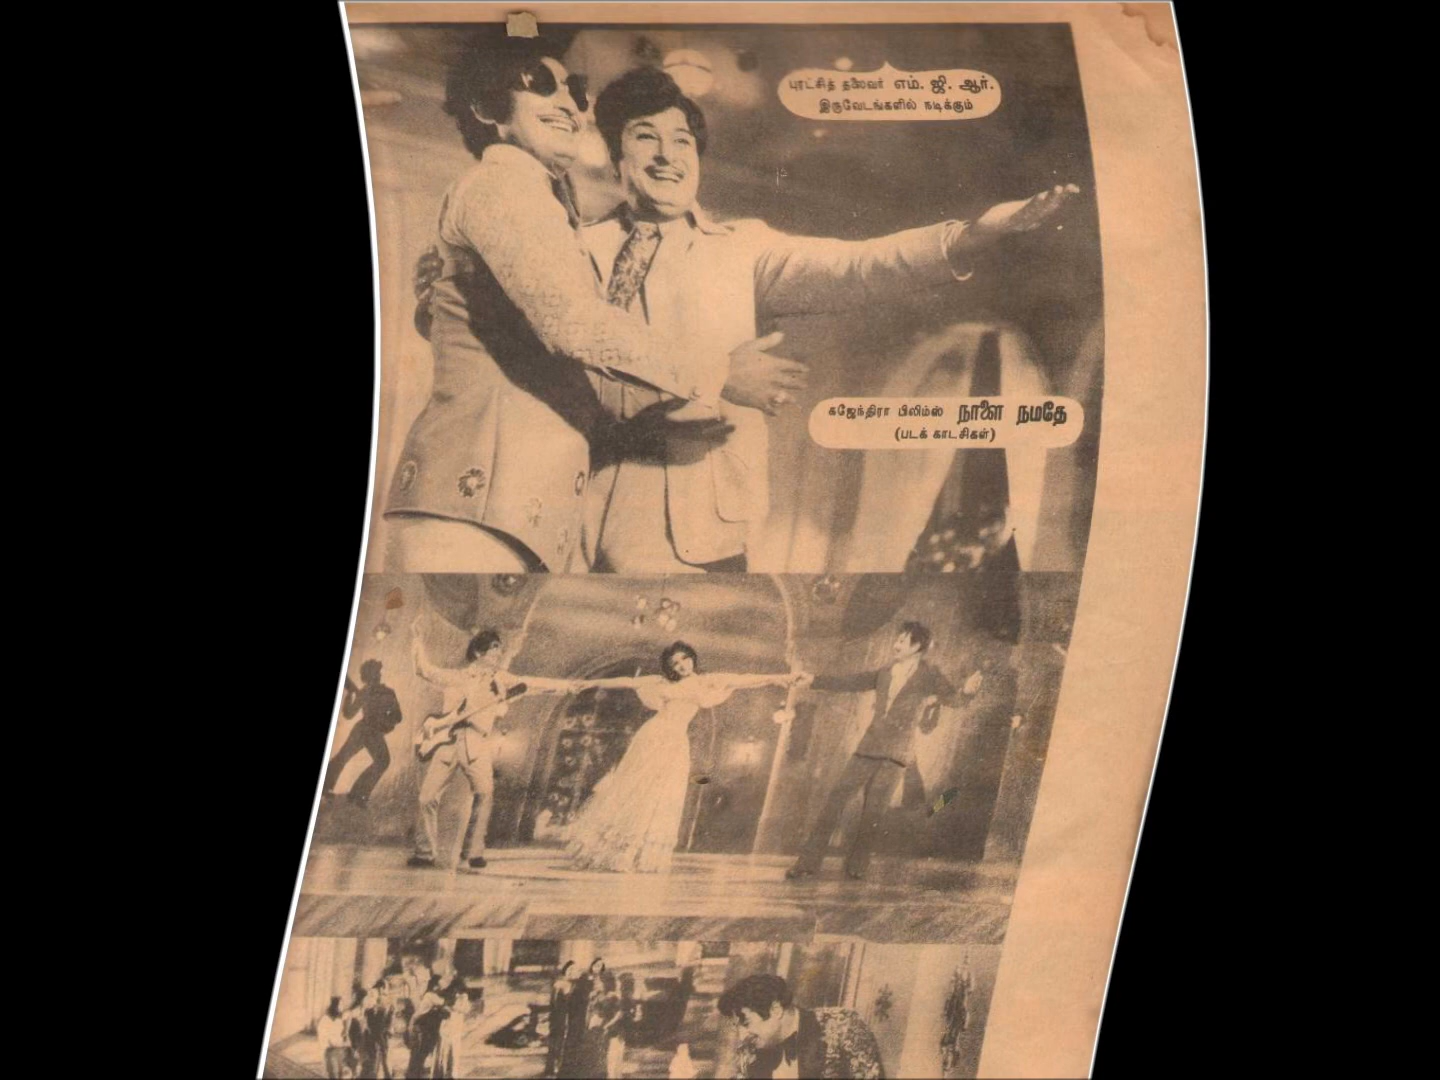 புரட்சித் தலைவர் எம். ஜி. ஆர்.
இருவேடங்களில் நடிக்கும்
கஜேந்திரா பிலிம்ஸ் நாளை நமதே
(படக் காட்சிகள்)